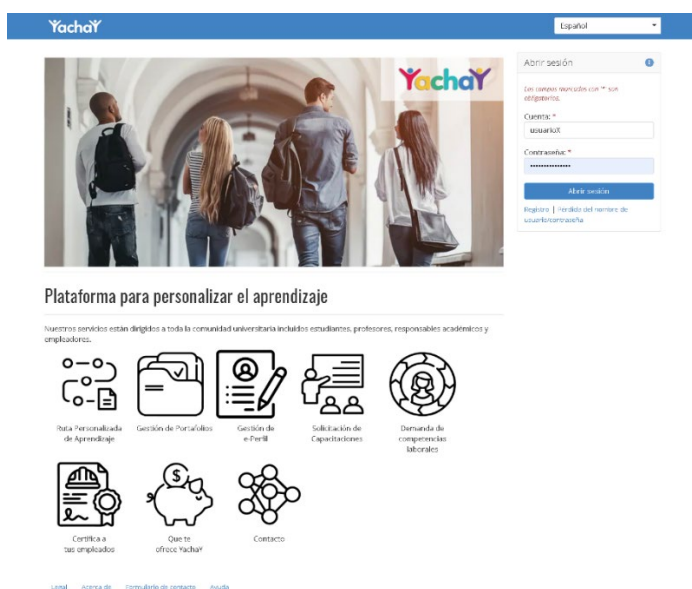 YachaY
Español
YachaY
Abrir sesión
Los campos marcados con '*' son
obligatorios.
Cuenta: *
usuarioX
Contraseña: *
Abrir sesión
Registro | Pérdida del nombre de
usuario/contraseña
Plataforma para personalizar el aprendizaje
Nuestros servicios están dirigidos a toda la comunidad universitaria incluidos estudiantes, profesores, responsables académicos y
empleadores.
Ruta Personalizada
de Aprendizaje
Gestión de Portafolios
Gestión de
e-Perfil
Solicitación de
Capacitaciones
Demanda de
competencias
laborales
Certifica a
tus empleados
Que te
ofrece YachaY
Contacto
Legal Acerca de Formulario de contacto Ayuda